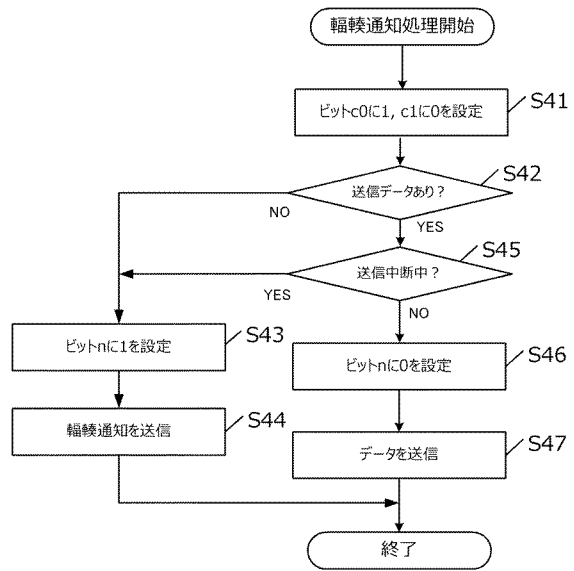 輻輳通知処理開始
S41
ビットc0に1, c1に0を設定
S42
送信データあり？
NO
YES
S45
送信中断中？
YES
NO
S43
ビットnに1を設定
S46
ビットnに0を設定
S44
輻輳通知を送信
S47
データを送信
終了